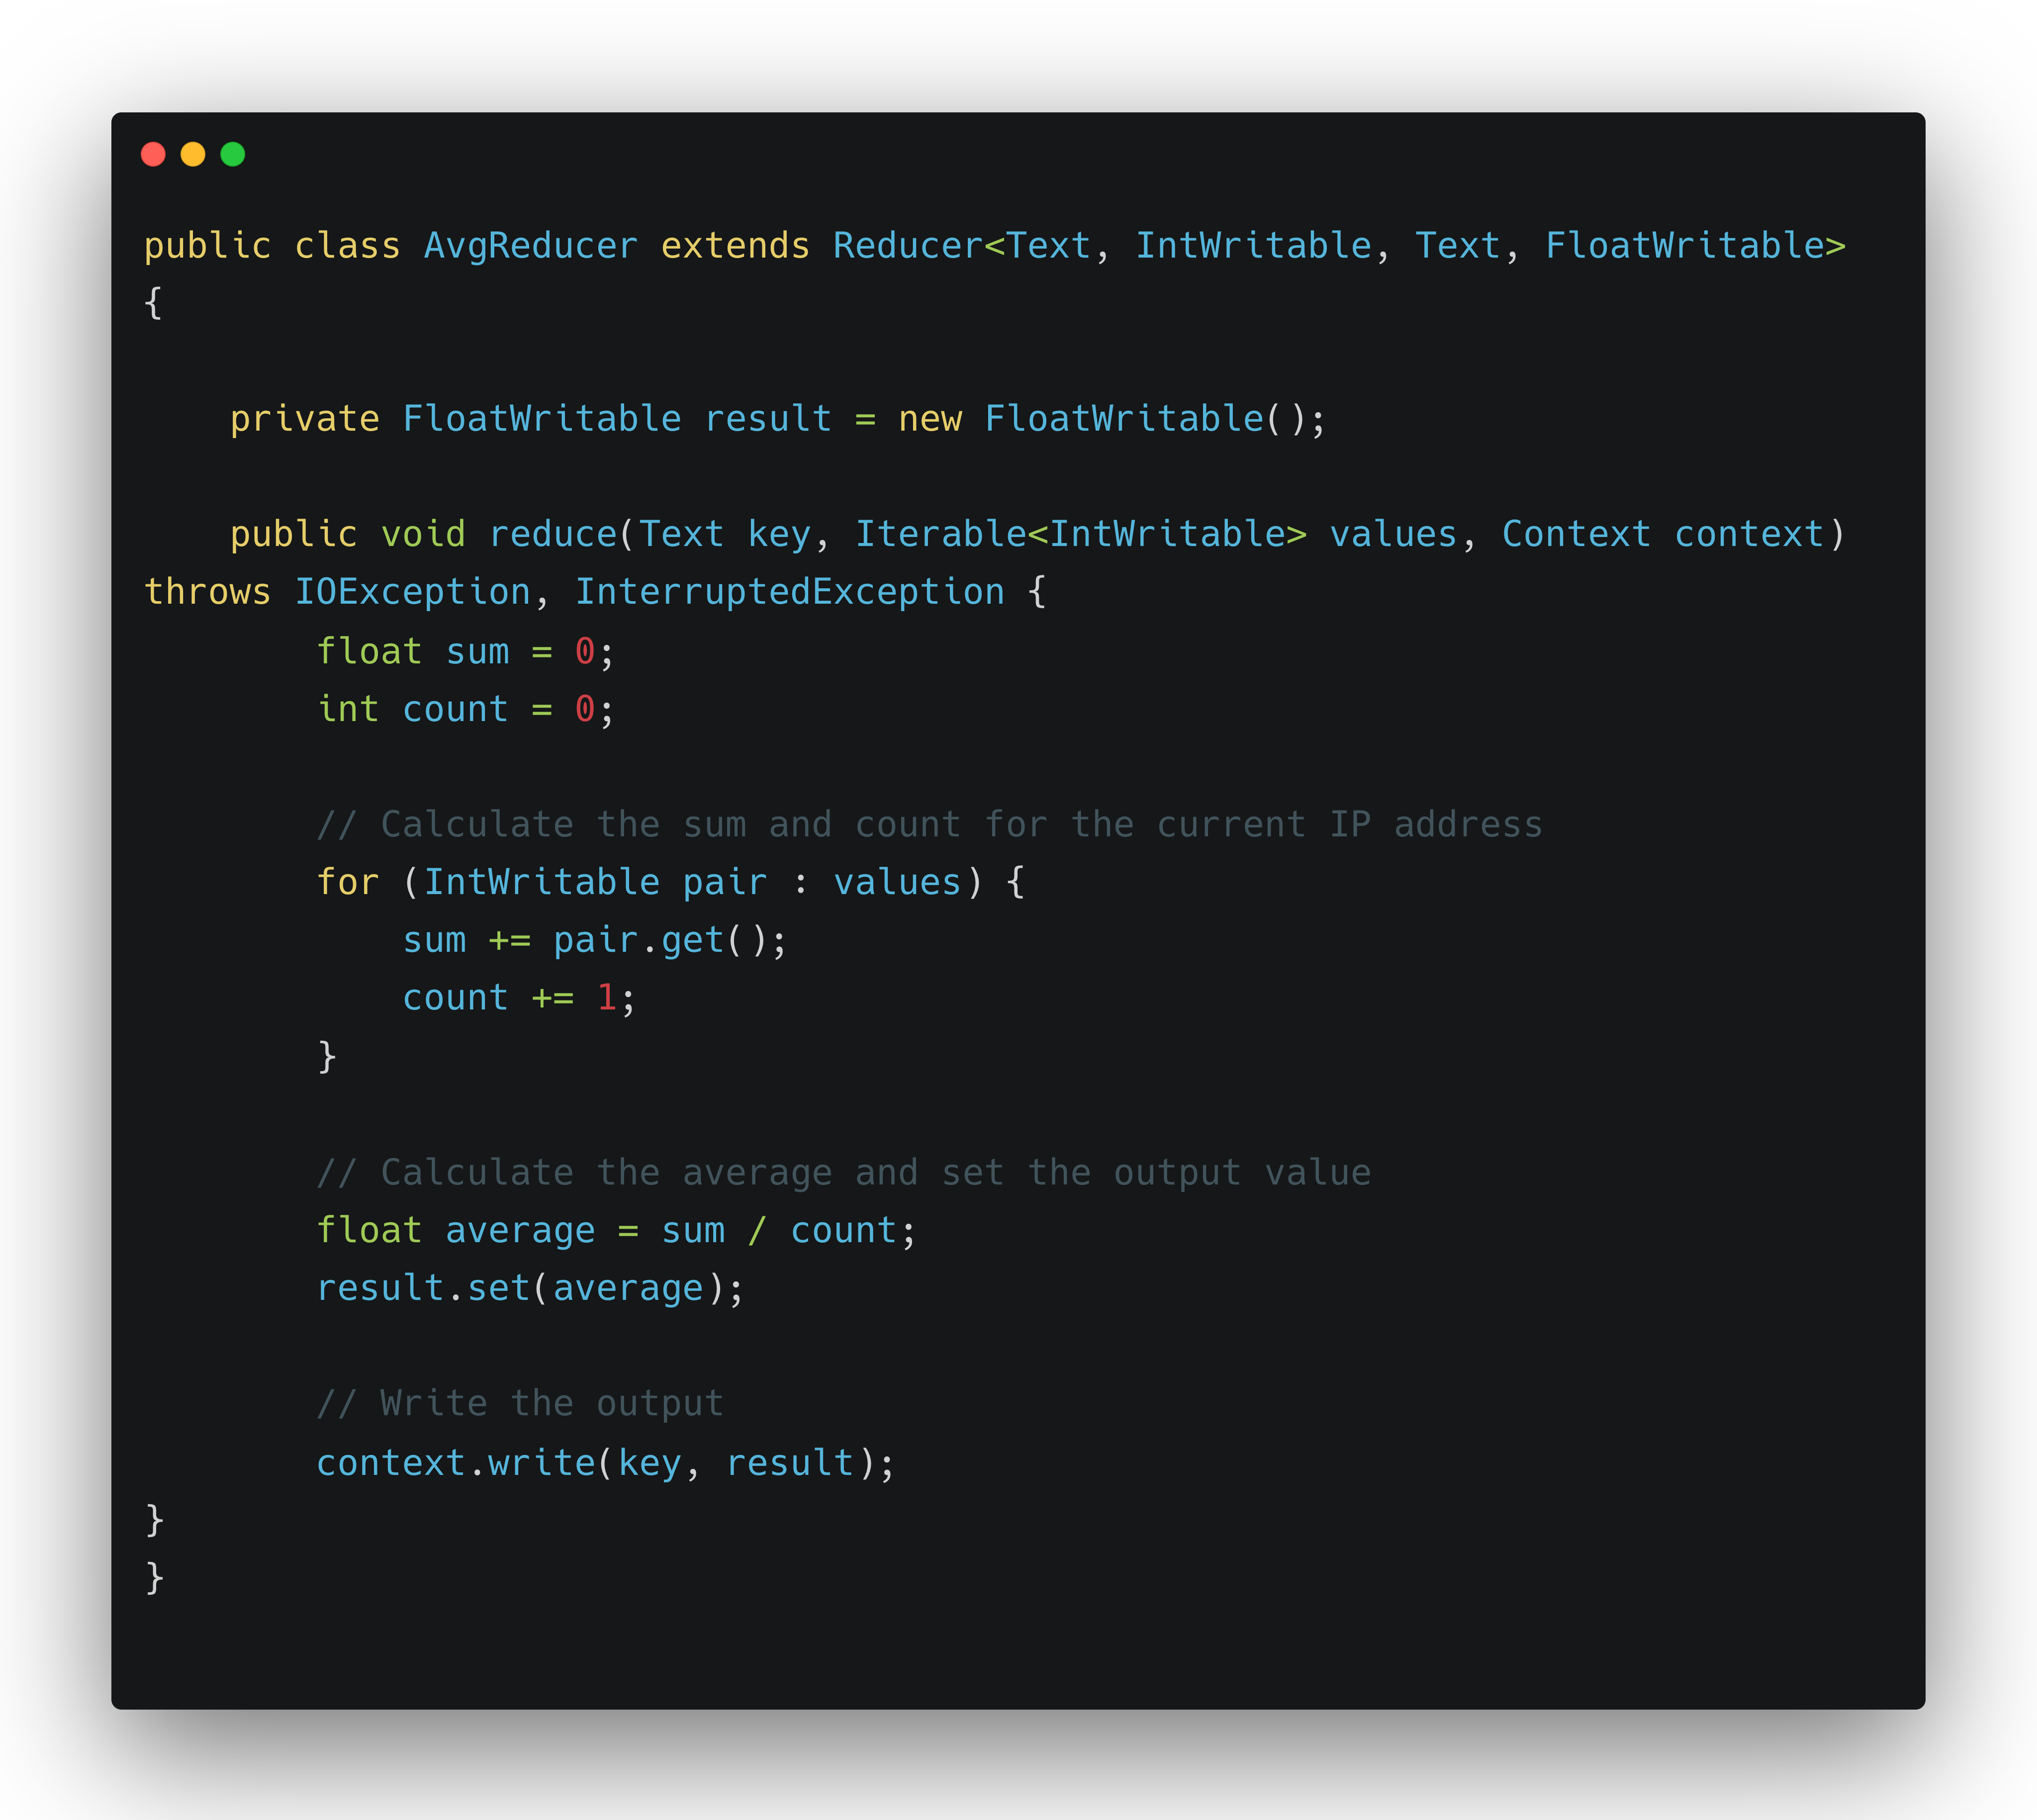 public class AvgReducer extends Reducer<Text, IntWritable, Text, FloatWritable>
{
    private FloatWritable result = new FloatWritable();
    public void reduce(Text key, Iterable<IntWritable> values, Context context)
throws IOException, InterruptedException {
        float sum = 0;
        int count = 0;
        // Calculate the sum and count for the current IP address
        for (IntWritable pair : values) {
            sum += pair.get();
            count += 1;
        }
        // Calculate the average and set the output value
        float average = sum / count;
        result.set(average);
        // Write the output
        context.write(key, result);
}
}